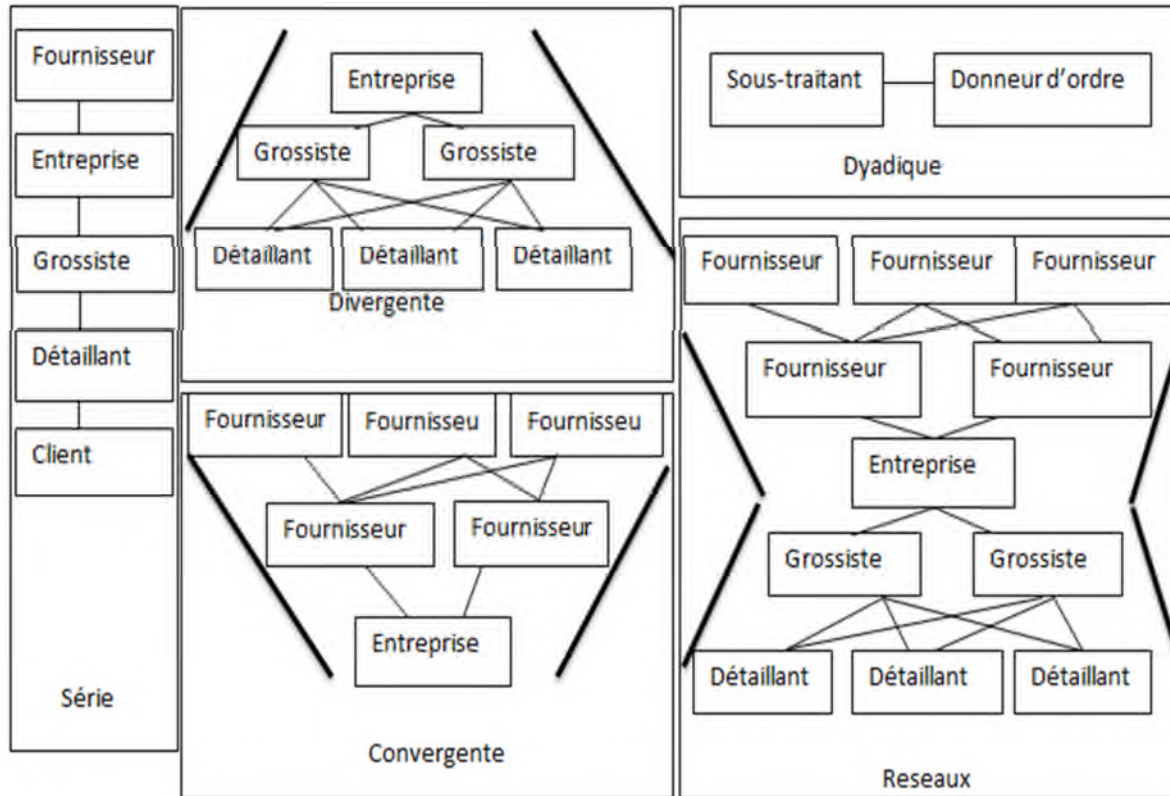 Fournisseur
Entreprise
Grossiste
Détaillant
Client
Série
Entreprise
Grossiste Grossiste
Détaillant Détaillant Détaillant
Divergente
Fournisseur Fournisseu Fournisseu
Fournisseur Fournisseur
Entreprise
Convergente
Sous-traitant Donneur d'ordre
Dyadique
Fournisseur Fournisseur Fournisseur
Fournisseur Fournisseur
Entreprise
Grossiste Grossiste
Détaillant Détaillant Détaillant
Reseaux